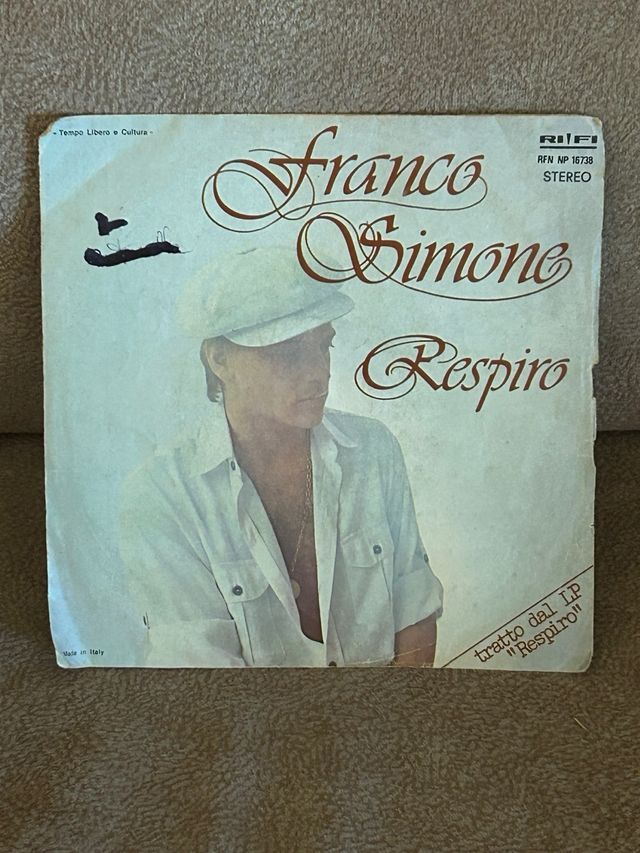 - Tempo Libero e Cultura -
RI/FI
RFN NP 16738
STEREO
Franco
Simone
Respiro
tratto dal LP
"Respiro"
Made in Italy